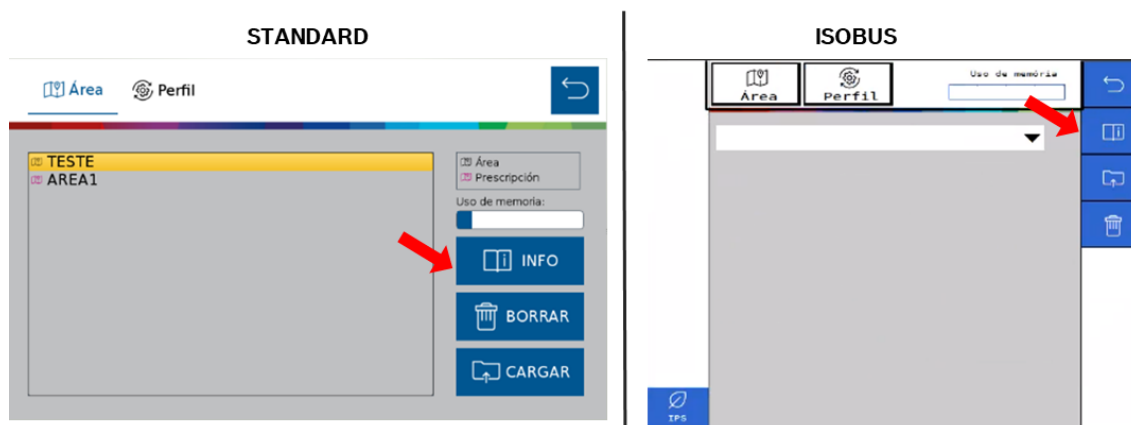 STANDARD
Área Perfil
TESTE
AREA1
Área
Prescripción
Uso de memoria:
INFO
BORRAR
CARGAR
ISOBUS
Área
Perfil
Uso de memória
IPS